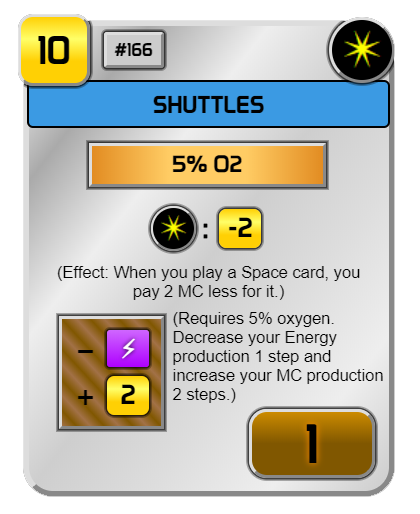 10
#166
SHUTTLES
5% O2
: -2
(Effect: When you play a Space card, you
pay 2 MC less for it.)
(Requires 5% oxygen.
Decrease your Energy
production 1 step and
increase your MC production
2 steps.)
-
+ 2
1